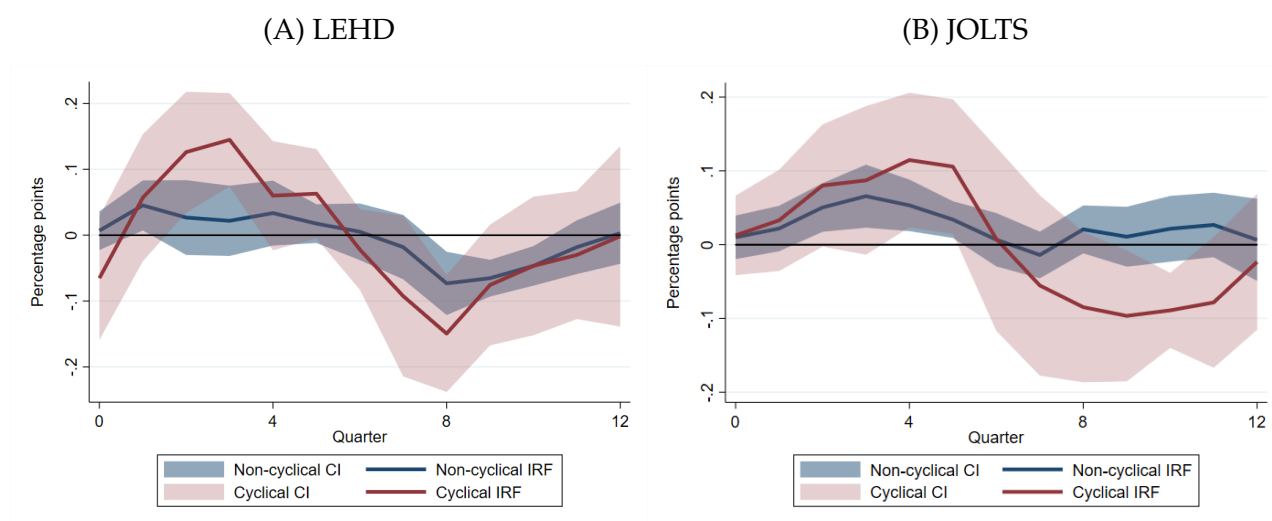 (A) LEHD
Percentage points
.2
.1
0
-.1
-.2
0 4 8 12
Quarter
Non-cyclical CI Non-cyclical IRF
Cyclical CI Cyclical IRF
(B) JOLTS
Percentage points
.2
.1
0
-.1
-.2
0 4 8 12
Quarter
Non-cyclical CI Non-cyclical IRF
Cyclical CI Cyclical IRF